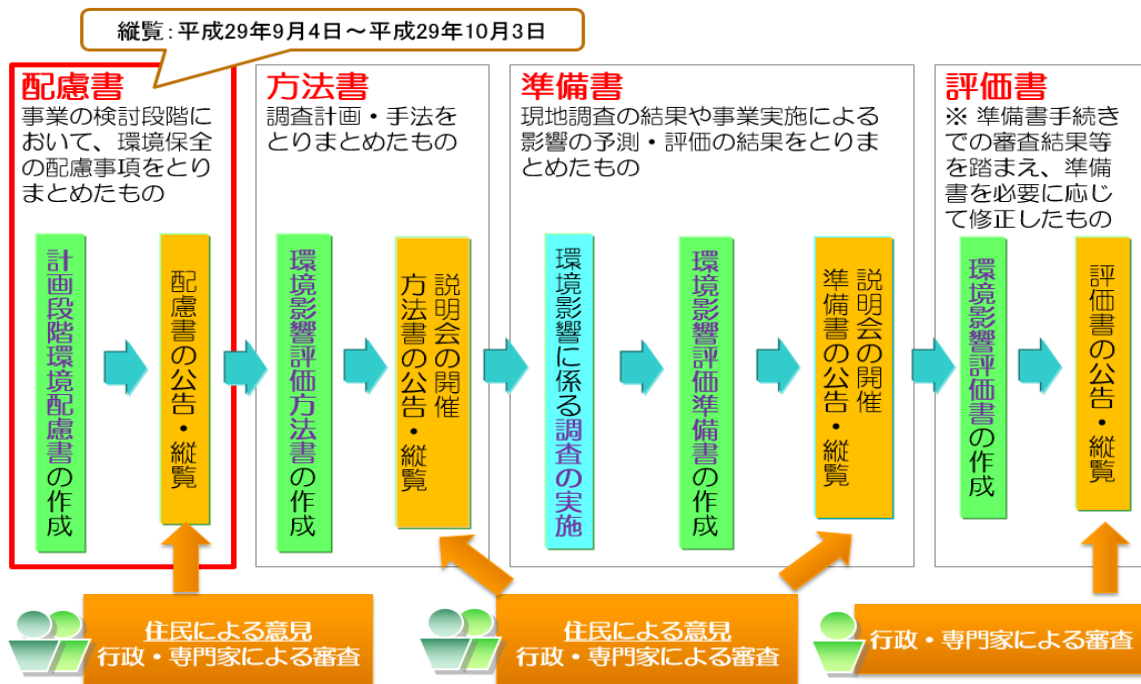 縦覧：平成29年9月4日～平成29年10月3日
配慮書
事業の検討段階に
おいて、環境保全
の配慮事項をとり
まとめたもの
計画段階環境配慮書の作成
配慮書の公告・縦覧
方法書
調査計画・手法を
とりまとめたもの
環境影響評価方法書の作成
説明会の開催
方法書の公告・縦覧
準備書
現地調査の結果や事業実施による
影響の予測・評価の結果をとりま
とめたもの
環境影響に係る調査の実施
環境影響評価準備書の作成
説明会の開催
準備書の公告・縦覧
評価書
※ 準備書手続き
での審査結果等
を踏まえ、準備
書を必要に応じ
て修正したもの
環境影響評価書の作成
評価書の公告・縦覧
住民による意見
行政・専門家による審査
住民による意見
行政・専門家による審査
行政・専門家による審査